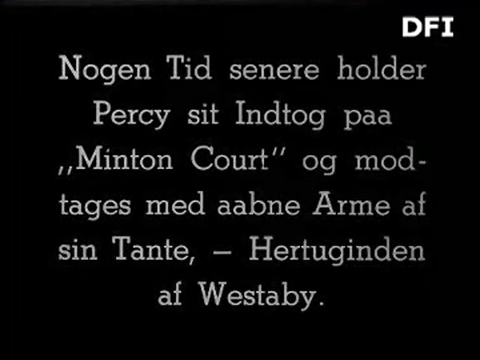 DFI
Nogen Tid senere holder
Percy sit Indtog paa
„Minton Court" og mod-
tages med aabne Arme af
sin Tante, – Hertuginden
af Westaby.